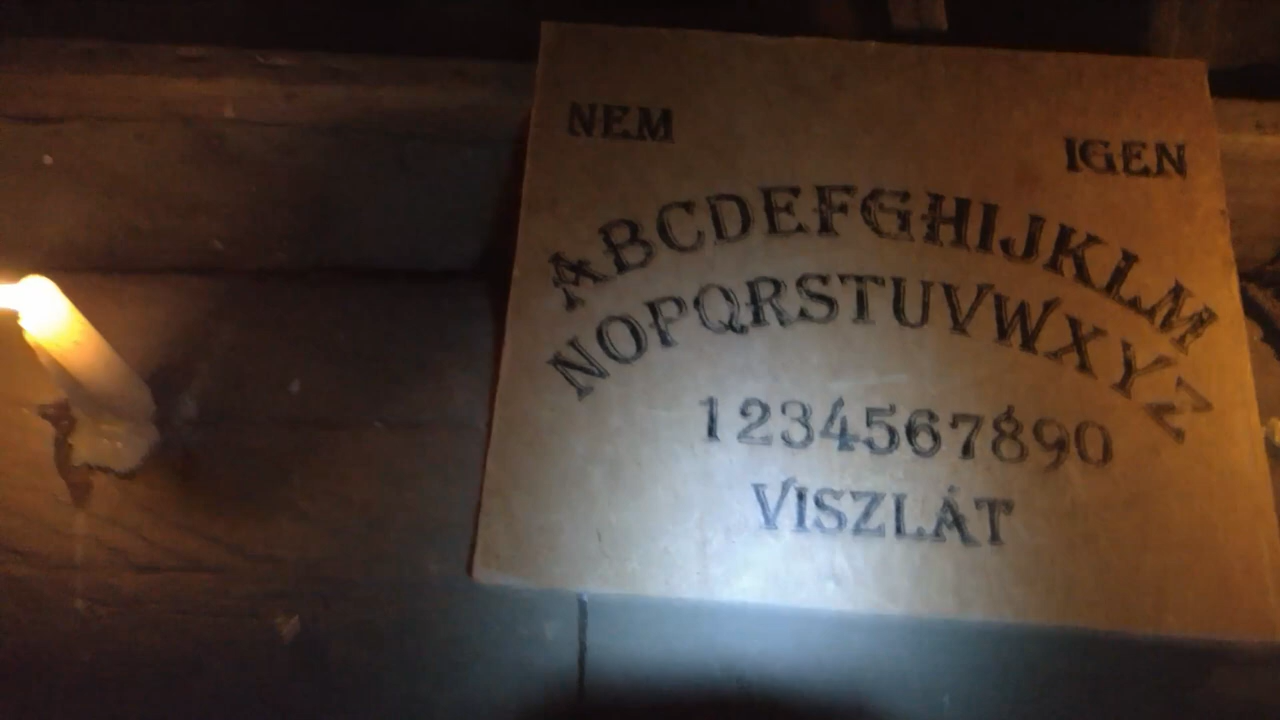 NEM
IGEN
ABCDEFGHIJKLM
NOPQRSTUVWXYZ
1234567890
VISZLÁT